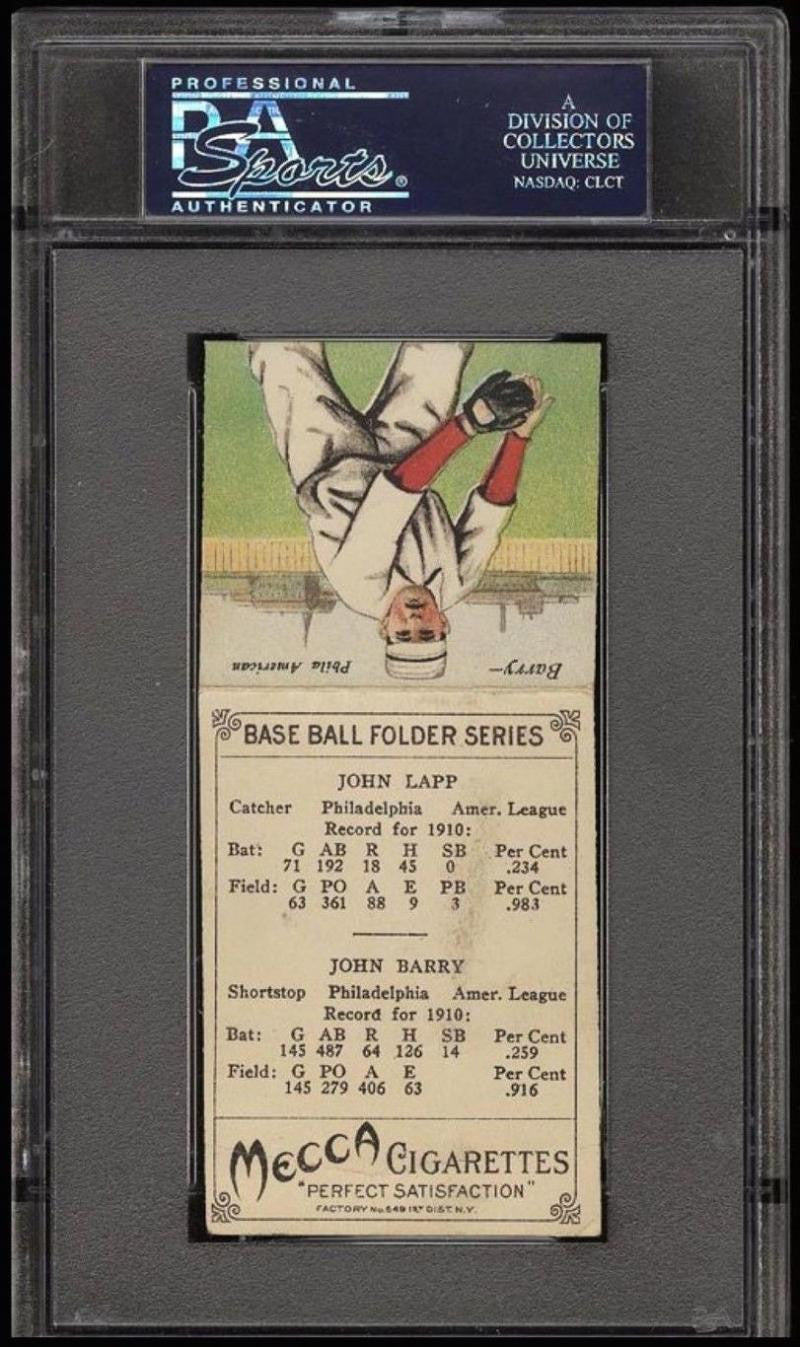 PROFESSIONAL
PSA
Sports®
AUTHENTICATOR
A
DIVISION OF
COLLECTORS
UNIVERSE
NASDAQ: CLCT
Barry— Phila American
BASE BALL FOLDER SERIES
JOHN LAPP
Catcher Philadelphia Amer. League
Record for 1910:
Bat: G AB R H SB Per Cent
71 192 18 45 0 .234
Field: G PO A E PB Per Cent
63 361 88 9 3 .983
JOHN BARRY
Shortstop Philadelphia Amer. League
Record for 1910:
Bat: G AB R H SB Per Cent
145 487 64 126 14 .259
Field: G PO A E Per Cent
145 279 406 63 .916
MECCA CIGARETTES
"PERFECT SATISFACTION"
FACTORY No. 649 1ST DIST. N.Y.